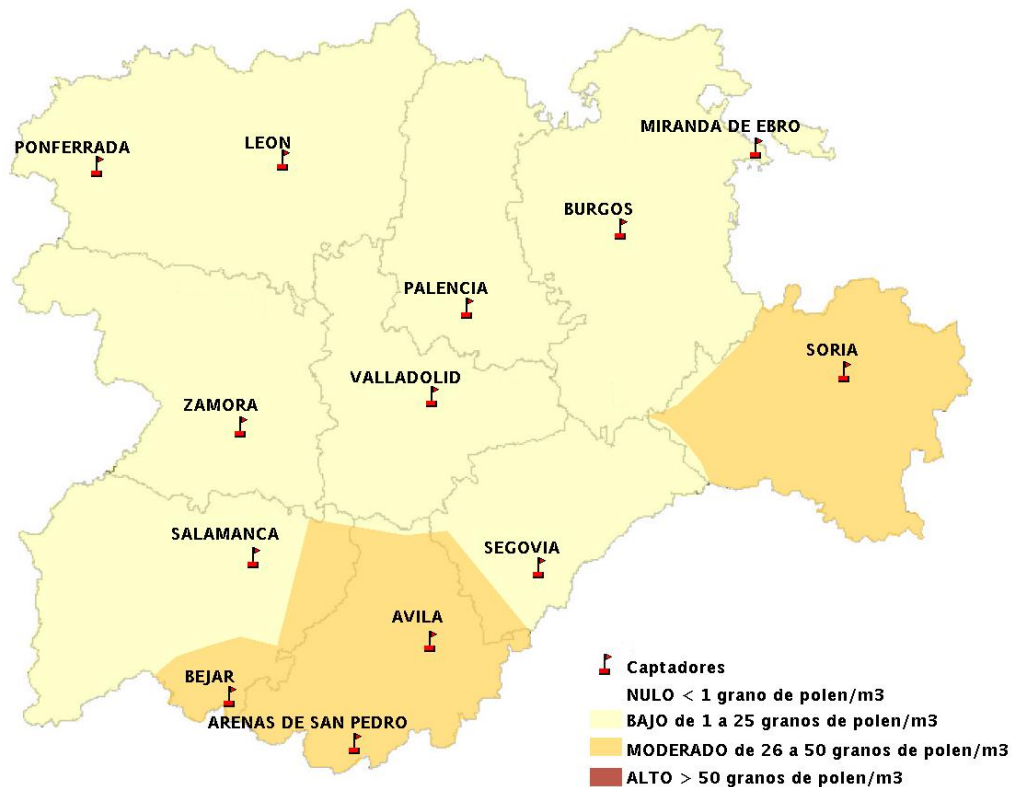 MIRANDA DE EBRO
PONFERRADA
LEON
BURGOS
PALENCIA
SORIA
VALLADOLID
ZAMORA
SALAMANCA
SEGOVIA
AVILA
BEJAR
ARENAS DE SAN PEDRO
Captadores
NULO < 1 grano de polen/m3
BAJO de 1 a 25 granos de polen/m3
MODERADO de 26 a 50 granos de polen/m3
ALTO > 50 granos de polen/m3